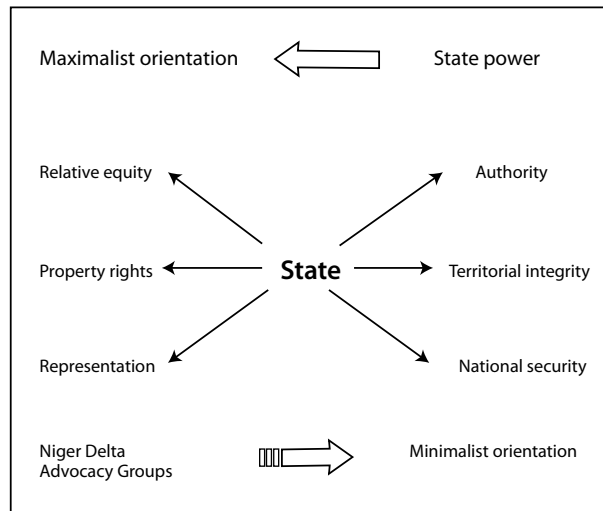 Maximalist orientation State power
Relative equity Authority
Property rights State Territorial integrity
Representation National security
Niger Delta
Advocacy Groups Minimalist orientation